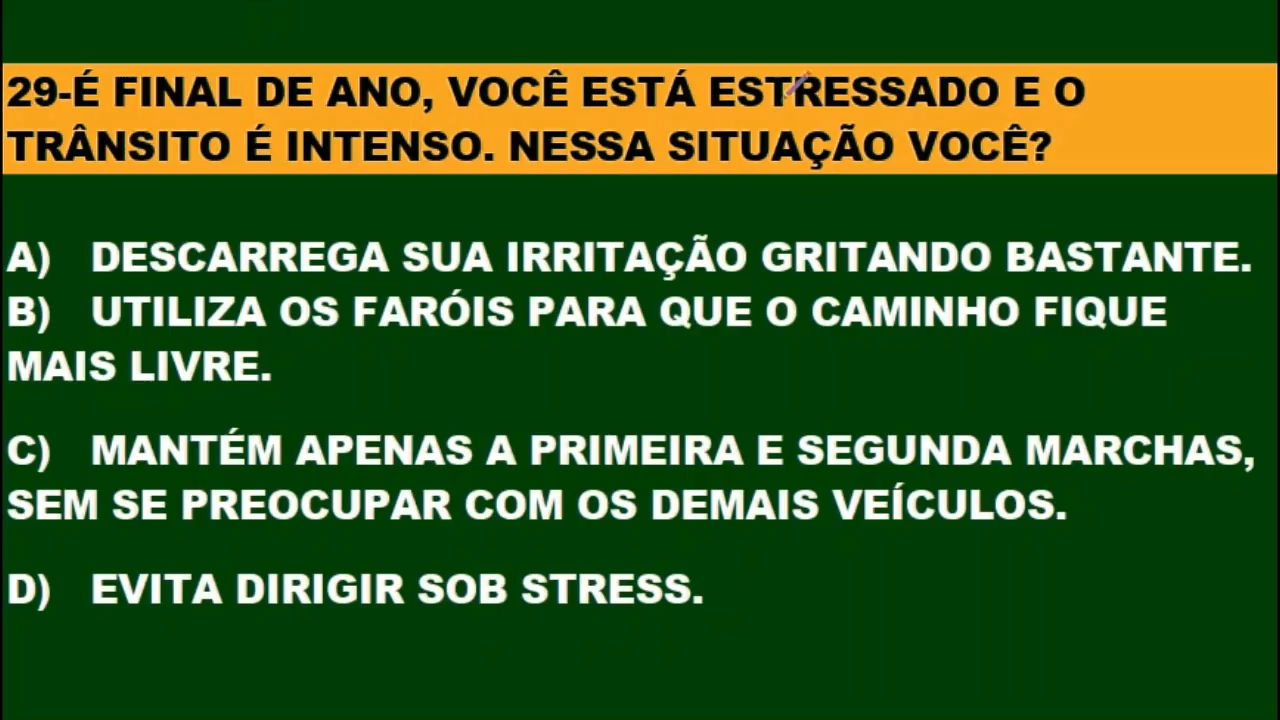 29-É FINAL DE ANO, VOCÊ ESTÁ ESTRESSADO E O
TRÂNSITO É INTENSO. NESSA SITUAÇÃO VOCÊ?
A) DESCARREGA SUA IRRITAÇÃO GRITANDO BASTANTE.
B) UTILIZA OS FARÓIS PARA QUE O CAMINHO FIQUE
MAIS LIVRE.
C) MANTÉM APENAS A PRIMEIRA E SEGUNDA MARCHAS,
SEM SE PREOCUPAR COM OS DEMAIS VEÍCULOS.
D) EVITA DIRIGIR SOB STRESS.